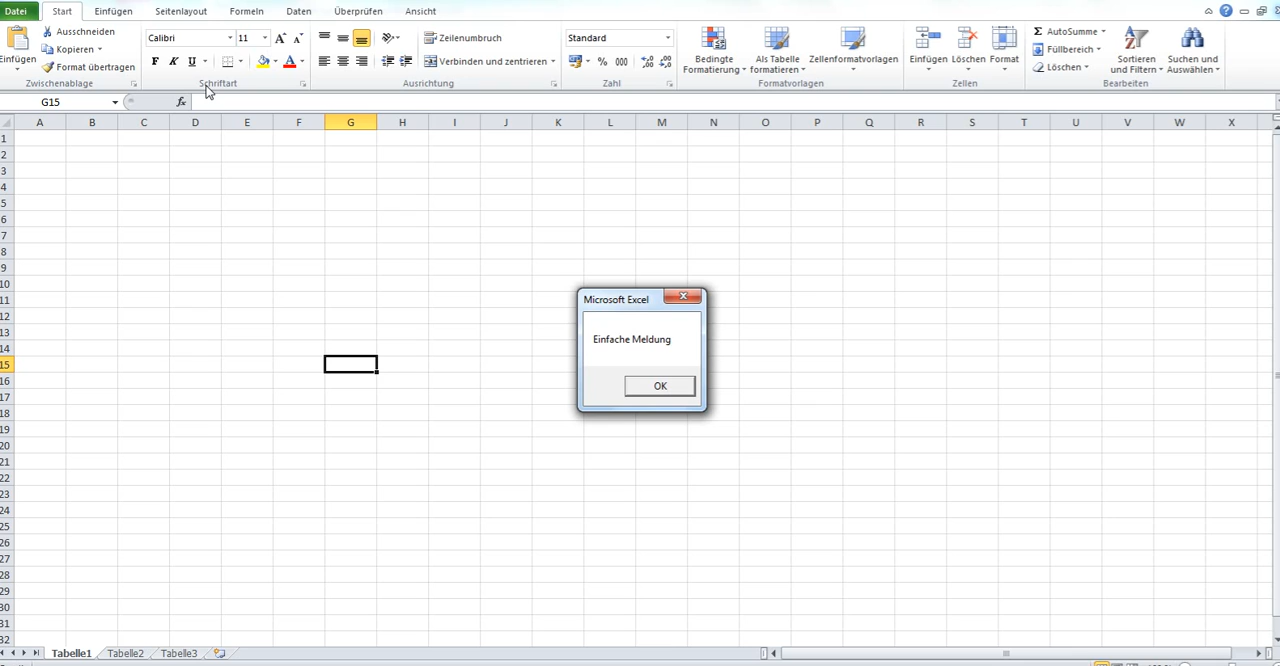 Datei Start Einfügen Seitenlayout Formeln Daten Überprüfen Ansicht
Einfügen
Ausschneiden
Kopieren
Format übertragen
Zwischenablage
Calibri 11
F K U
Schriftart
Zeilenumbruch
Verbinden und zentrieren
Ausrichtung
Standard
% 000
Zahl
Bedingte Formatierung
Als Tabelle formatieren
Zellenformatvorlagen
Formatvorlagen
Einfügen Löschen Format
Zellen
Σ AutoSumme
Füllbereich
Löschen
Sortieren und Filtern
Suchen und Auswählen
Bearbeiten
G15 fx
A B C D E F G H I J K L M N O P Q R S T U V W X
1
2
3
4
5
6
7
8
9
10
11
12
13
14
15
16
17
18
19
20
21
22
23
24
25
26
27
28
29
30
31
32
Microsoft Excel
Einfache Meldung
OK
Tabelle1 Tabelle2 Tabelle3